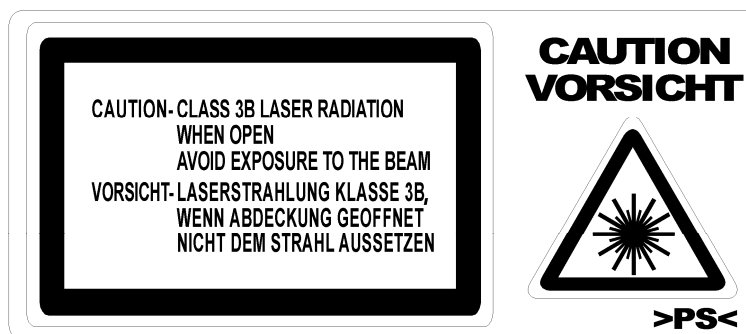 CAUTION- CLASS 3B LASER RADIATION
WHEN OPEN
AVOID EXPOSURE TO THE BEAM
VORSICHT- LASERSTRAHLUNG KLASSE 3B,
WENN ABDECKUNG GEOFFNET
NICHT DEM STRAHL AUSSETZEN
CAUTION
VORSICHT
>PS<